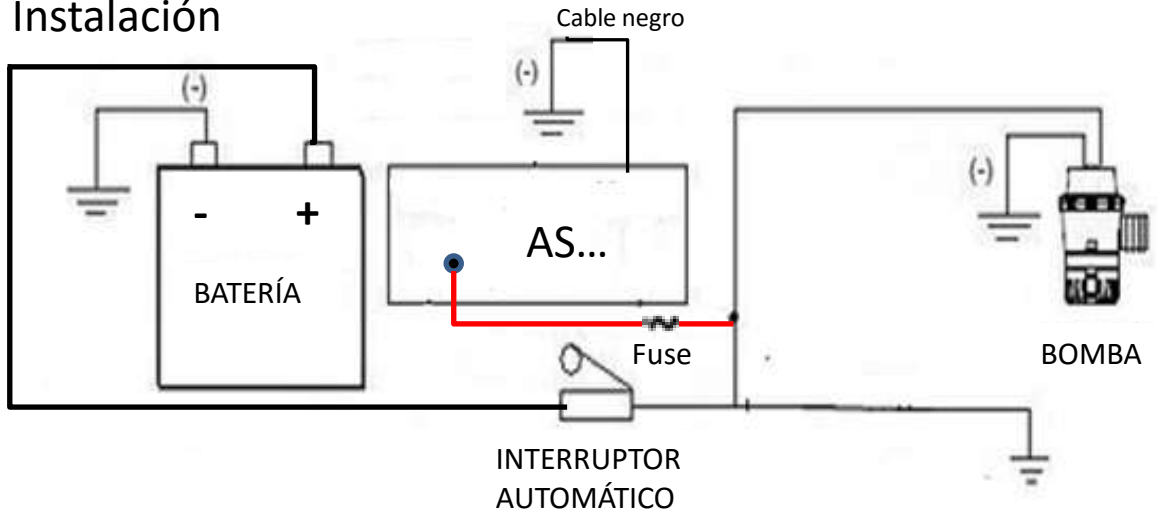 Instalación
Cable negro
(-)
(-)
(-)
- +
AS...
BATERÍA
Fuse
BOMBA
INTERRUPTOR
AUTOMÁTICO